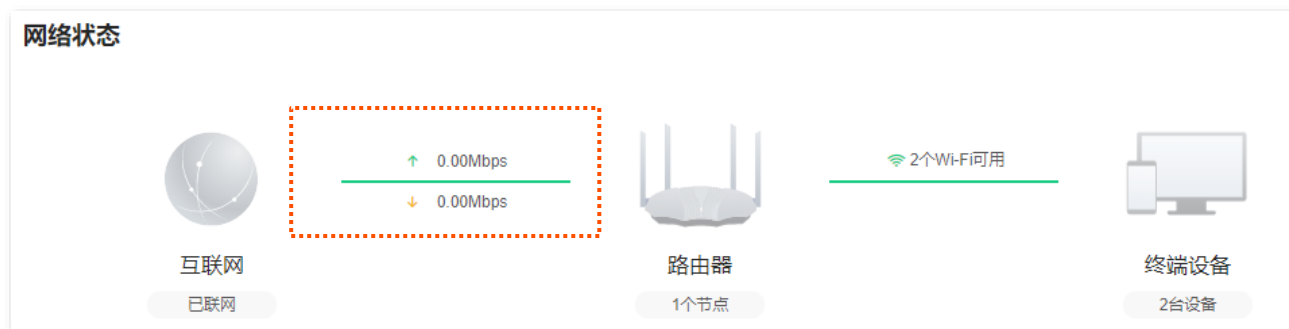 网络状态
↑ 0.00Mbps
↓ 0.00Mbps
2个Wi-Fi可用
互联网
路由器
终端设备
已联网
1个节点
2台设备